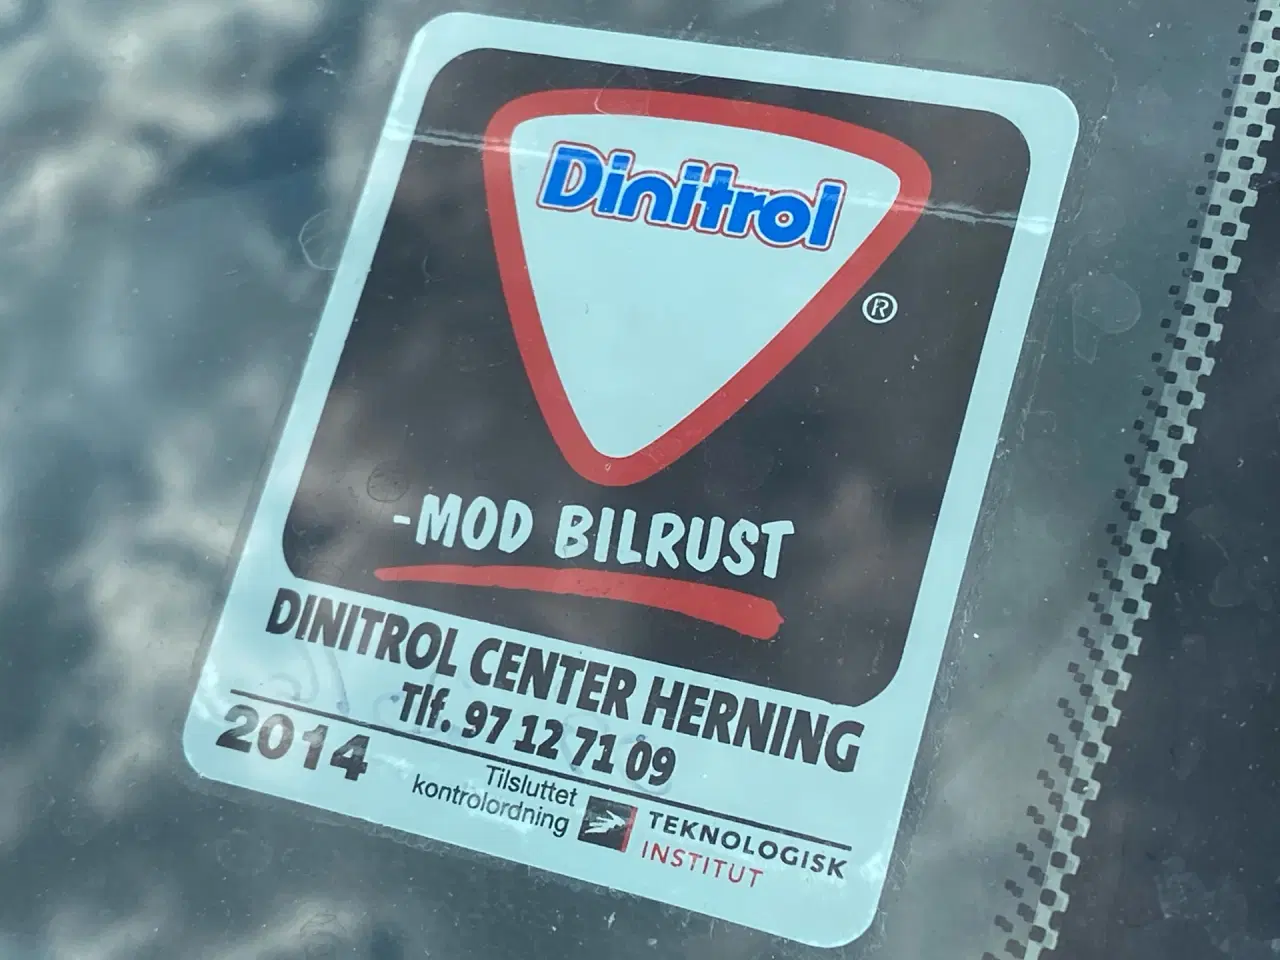 Dinitrol
®
-MOD BILRUST
DINITROL CENTER HERNING
Tlf. 97 12 71 09
2014
Tilsluttet
kontrolordning
TEKNOLOGISK
INSTITUT